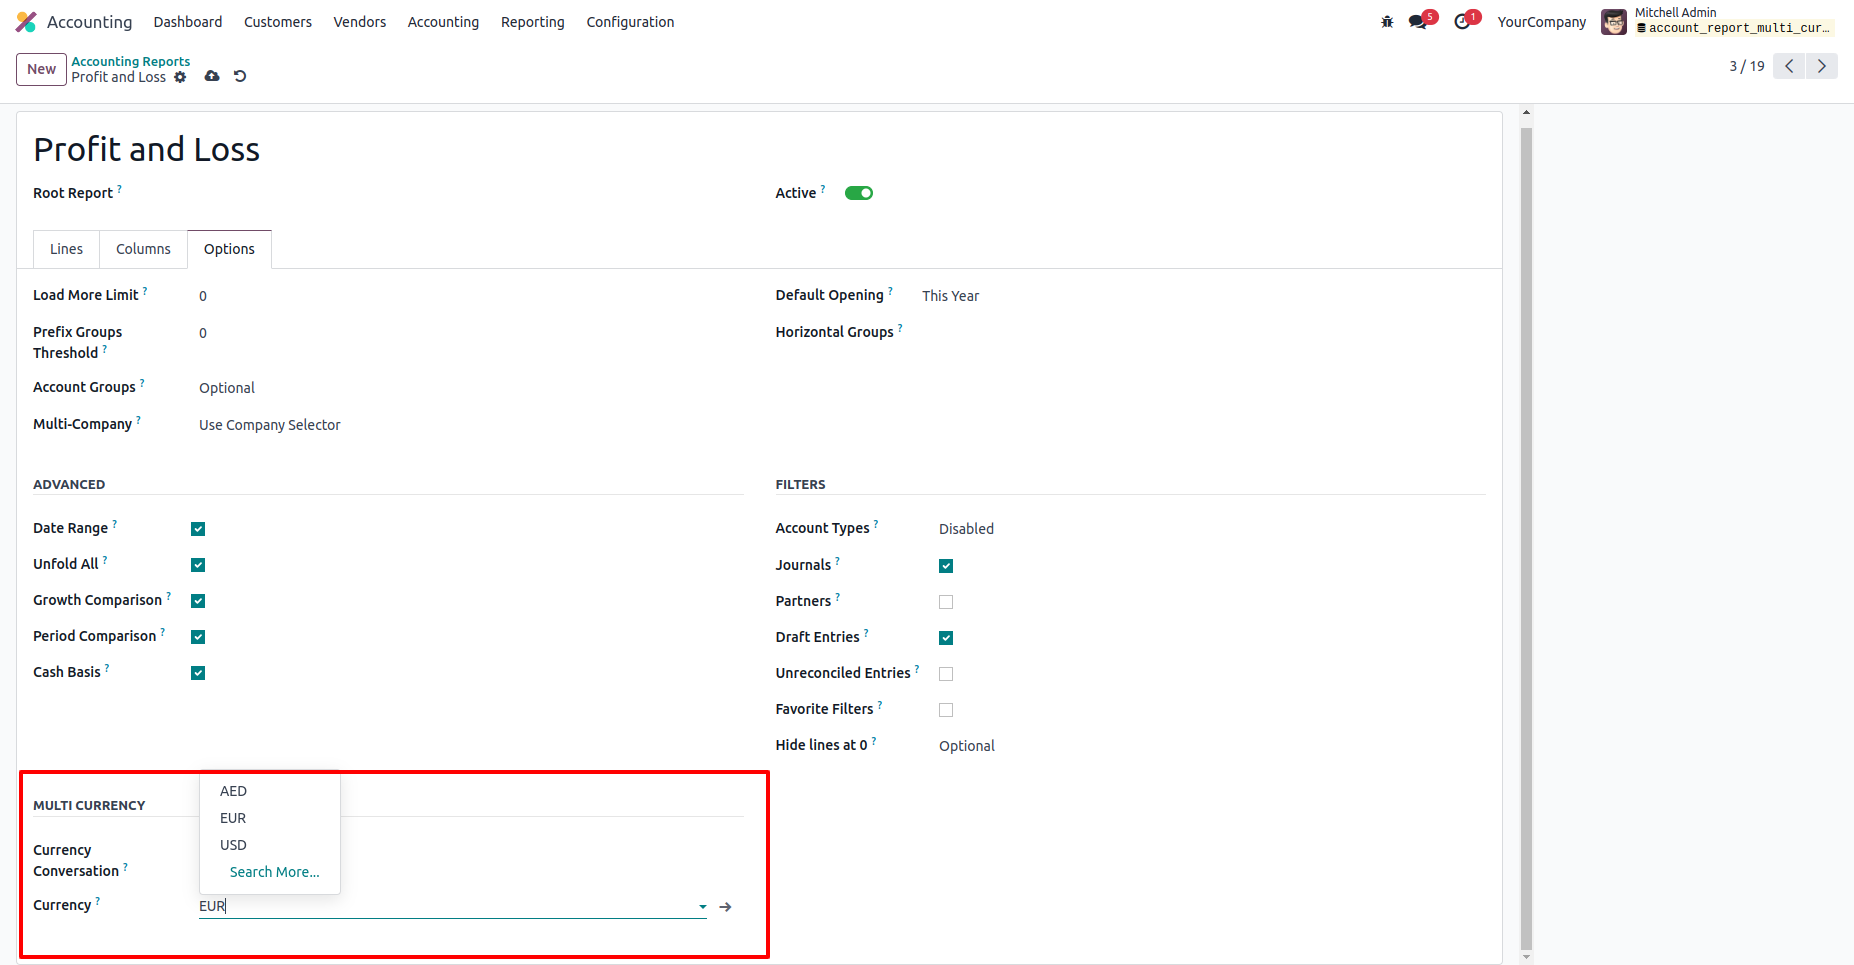 Accounting Dashboard Customers Vendors Accounting Reporting Configuration 5 1 YourCompany Mitchell Admin
account_report_multi_cur...
New Accounting Reports
Profit and Loss
3 / 19
Profit and Loss
Root Report ?
Active ?
Lines Columns Options
Load More Limit ? 0
Default Opening ? This Year
Prefix Groups
Threshold ? 0
Horizontal Groups ?
Account Groups ? Optional
Multi-Company ? Use Company Selector
ADVANCED
FILTERS
Date Range ?
Account Types ? Disabled
Unfold All ?
Journals ?
Growth Comparison ?
Partners ?
Period Comparison ?
Draft Entries ?
Cash Basis ?
Unreconciled Entries ?
Favorite Filters ?
Hide lines at 0 ? Optional
MULTI CURRENCY
AED
EUR
USD
Search More...
Currency
Conversation ?
Currency ? EUR